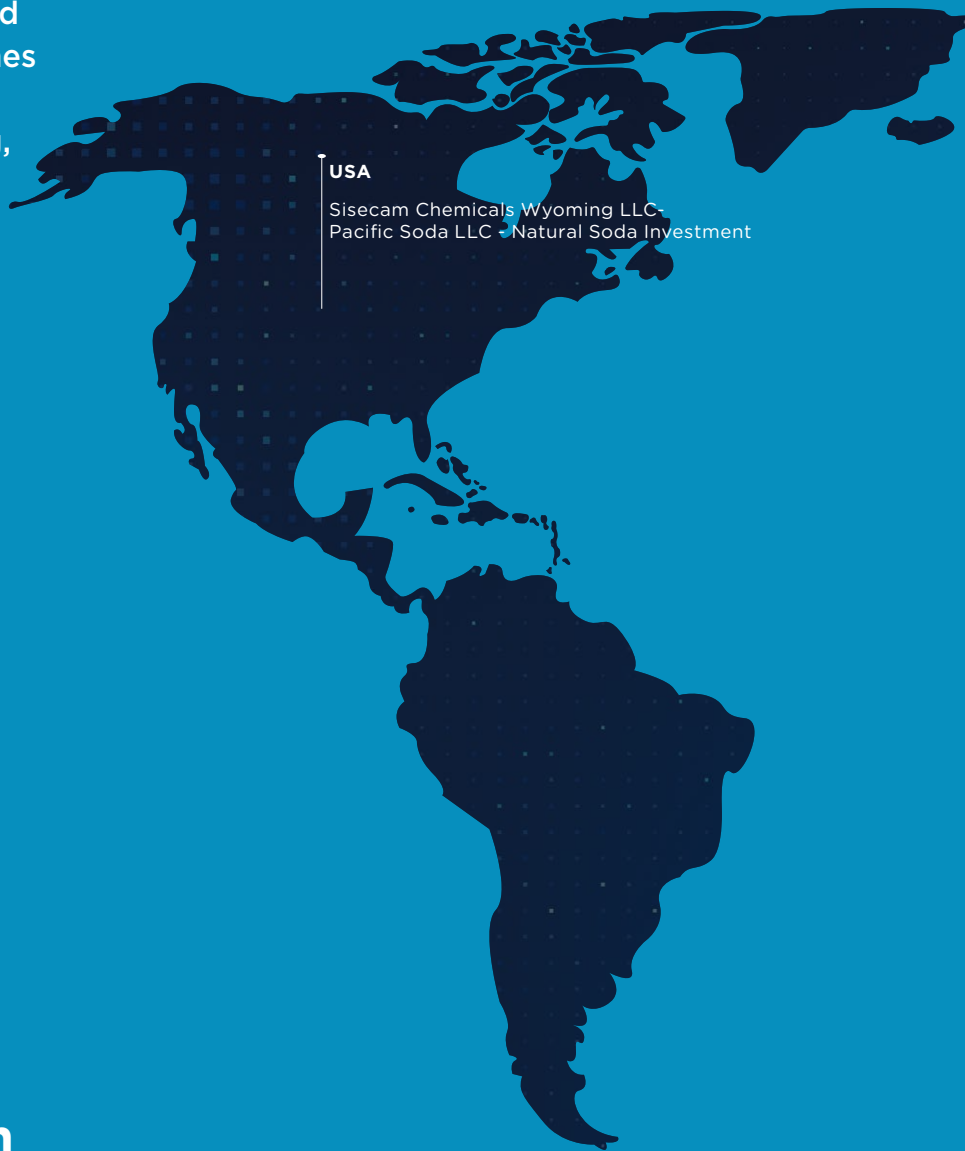 USA
Sisecam Chemicals Wyoming LLC-
Pacific Soda LLC - Natural Soda Investment